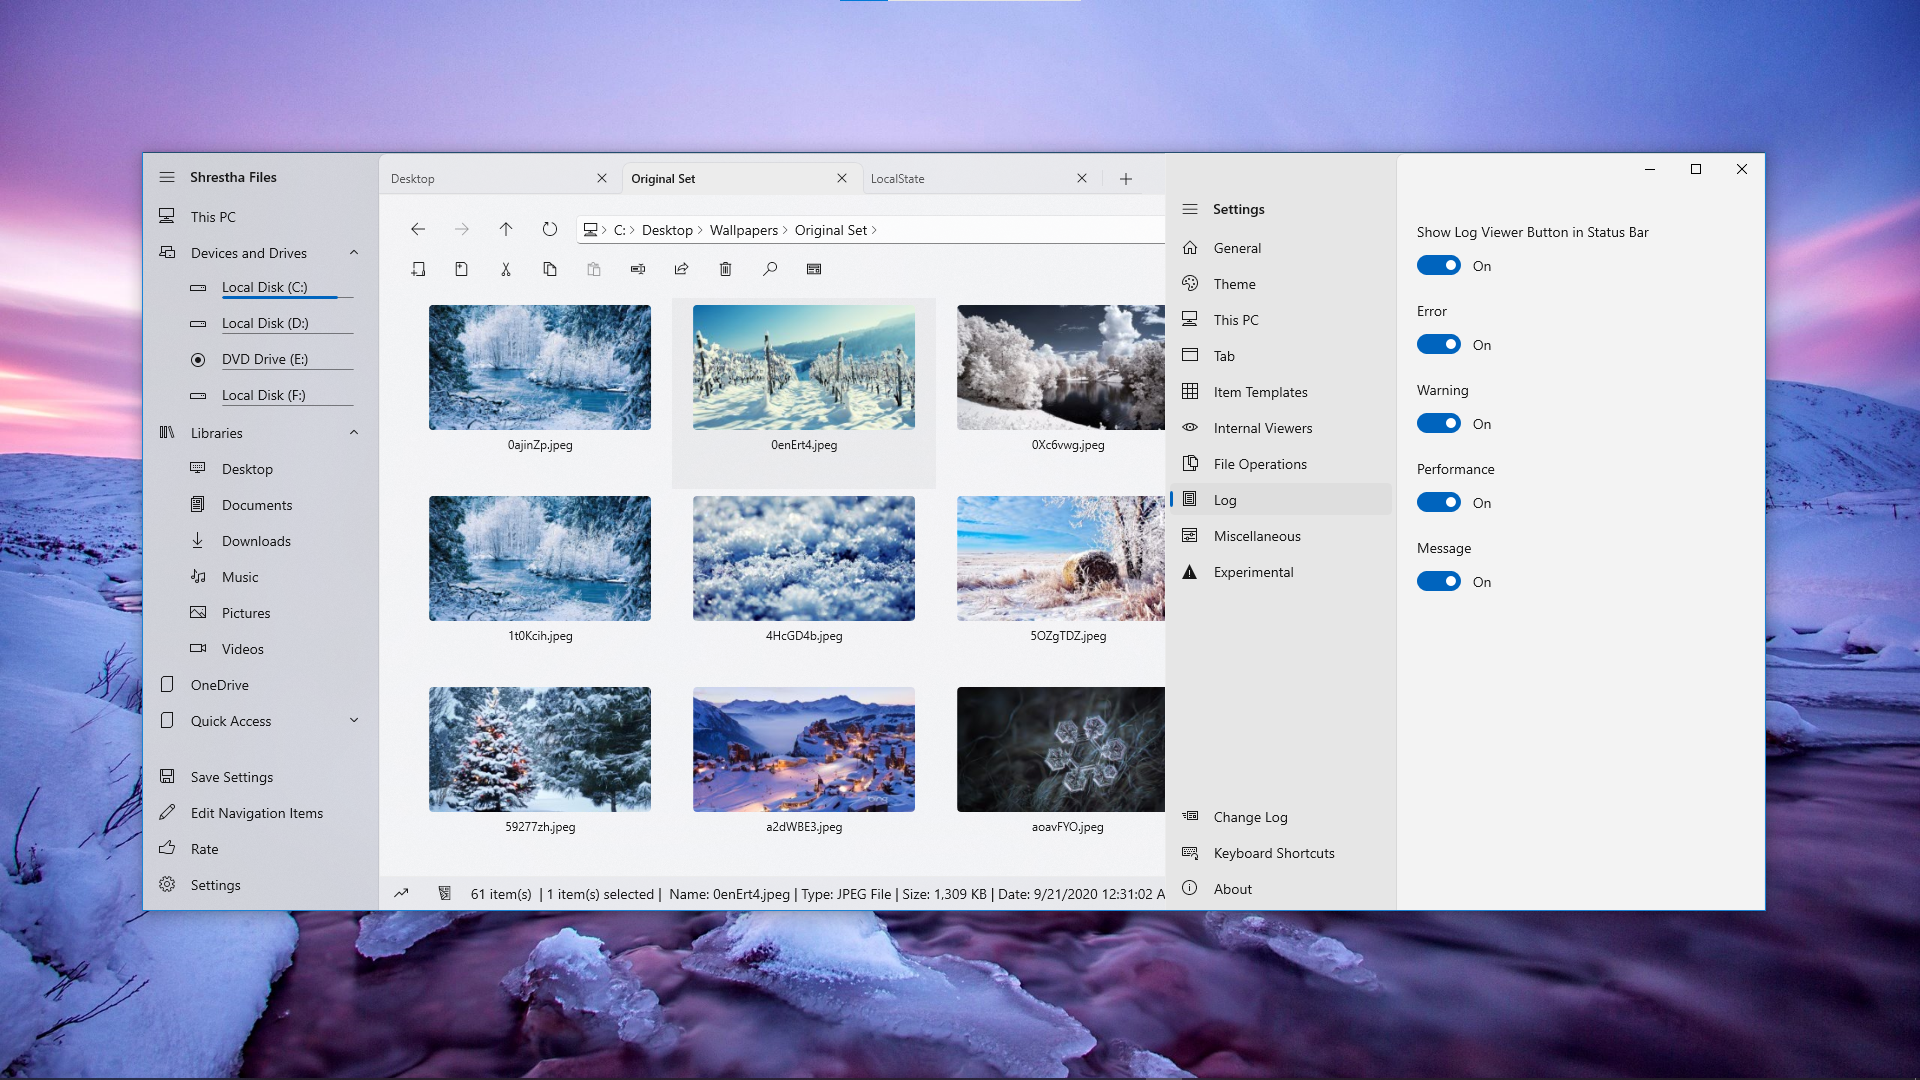 Shrestha Files
This PC
Devices and Drives
Local Disk (C:)
Local Disk (D:)
DVD Drive (E:)
Local Disk (F:)
Libraries
Desktop
Documents
Downloads
Music
Pictures
Videos
OneDrive
Quick Access
Save Settings
Edit Navigation Items
Rate
Settings
Desktop
Original Set
LocalState
C: Desktop Wallpapers Original Set
0ajinZp.jpeg
0enErt4.jpeg
0Xc6vwg.jpeg
1t0Kcih.jpeg
4HcGD4b.jpeg
5OZgTDZ.jpeg
59277zh.jpeg
a2dWBE3.jpeg
aoavFYO.jpeg
61 item(s) | 1 item(s) selected | Name: 0enErt4.jpeg | Type: JPEG File | Size: 1,309 KB | Date: 9/21/2020 12:31:02 A
Settings
General
Theme
This PC
Tab
Item Templates
Internal Viewers
File Operations
Log
Miscellaneous
Experimental
Change Log
Keyboard Shortcuts
About
Show Log Viewer Button in Status Bar
On
Error
On
Warning
On
Performance
On
Message
On